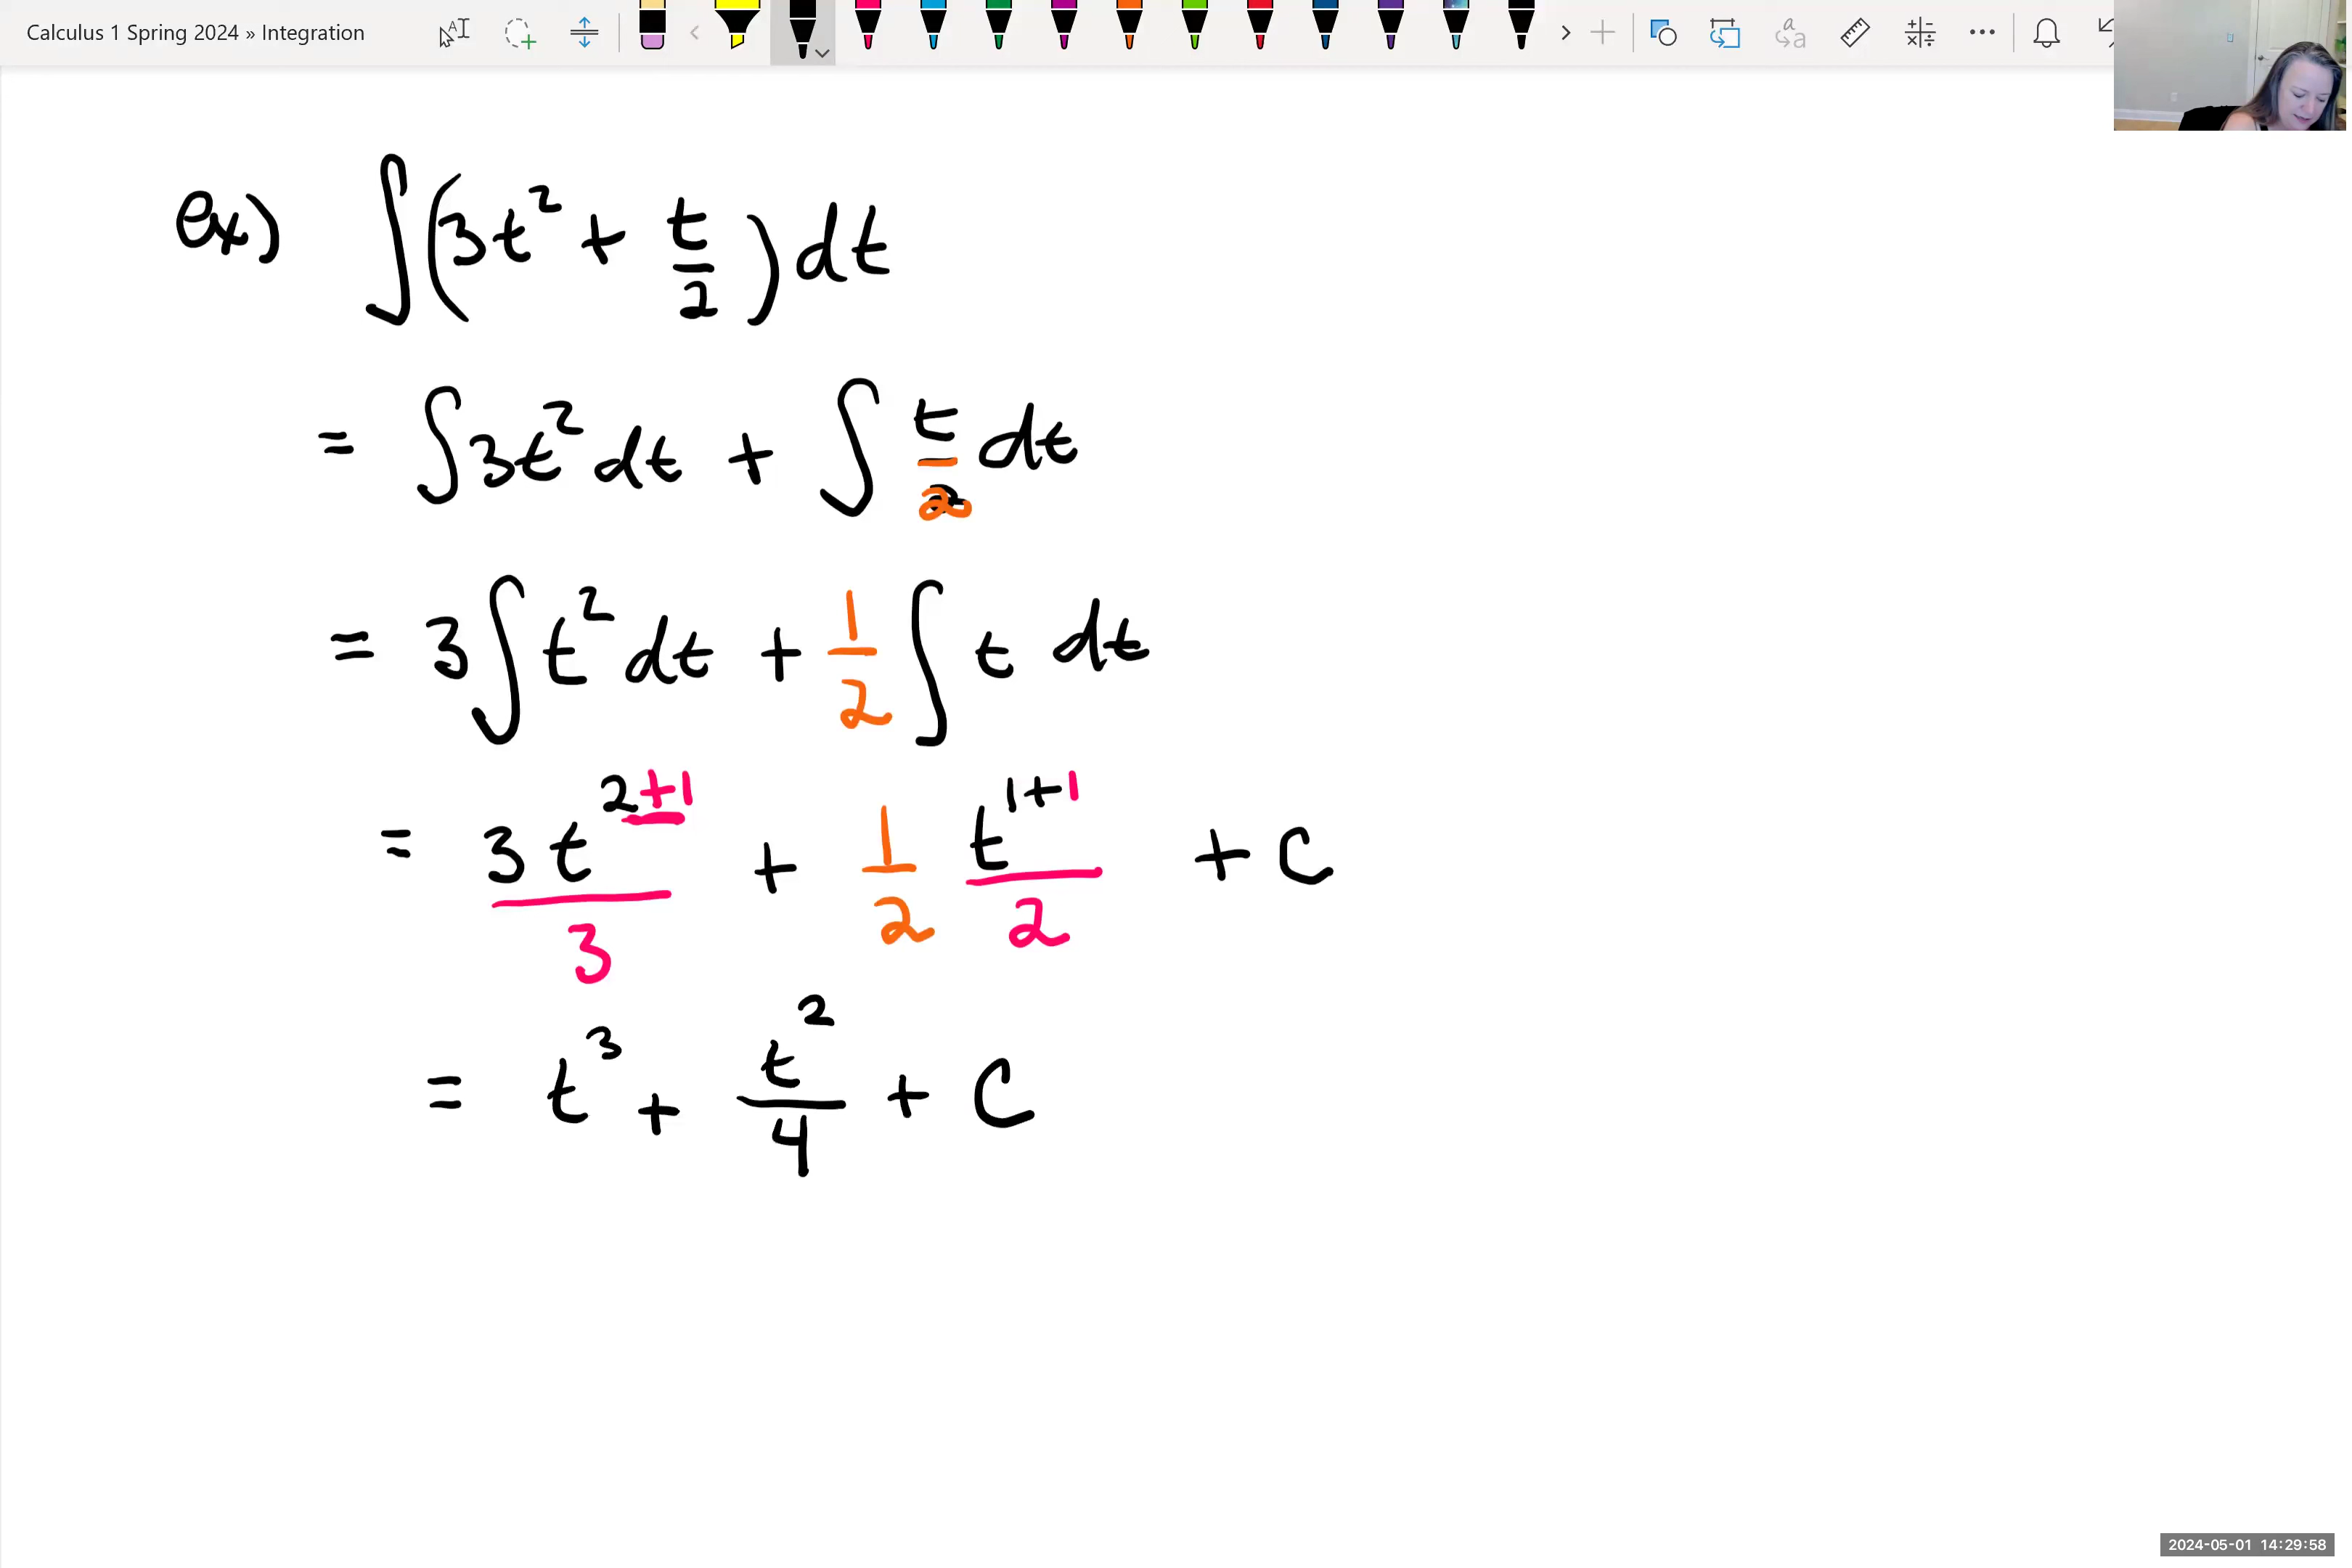 Calculus 1 Spring 2024 » Integration
ex) ∫(3t² + t/2) dt
= ∫3t² dt + ∫ t/2 dt
= 3∫t² dt + 1/2 ∫ t dt
= 3t^(2+1)/3 + 1/2 t^(1+1)/2 + C
= t³ + t²/4 + C
2024-05-01 14:29:58